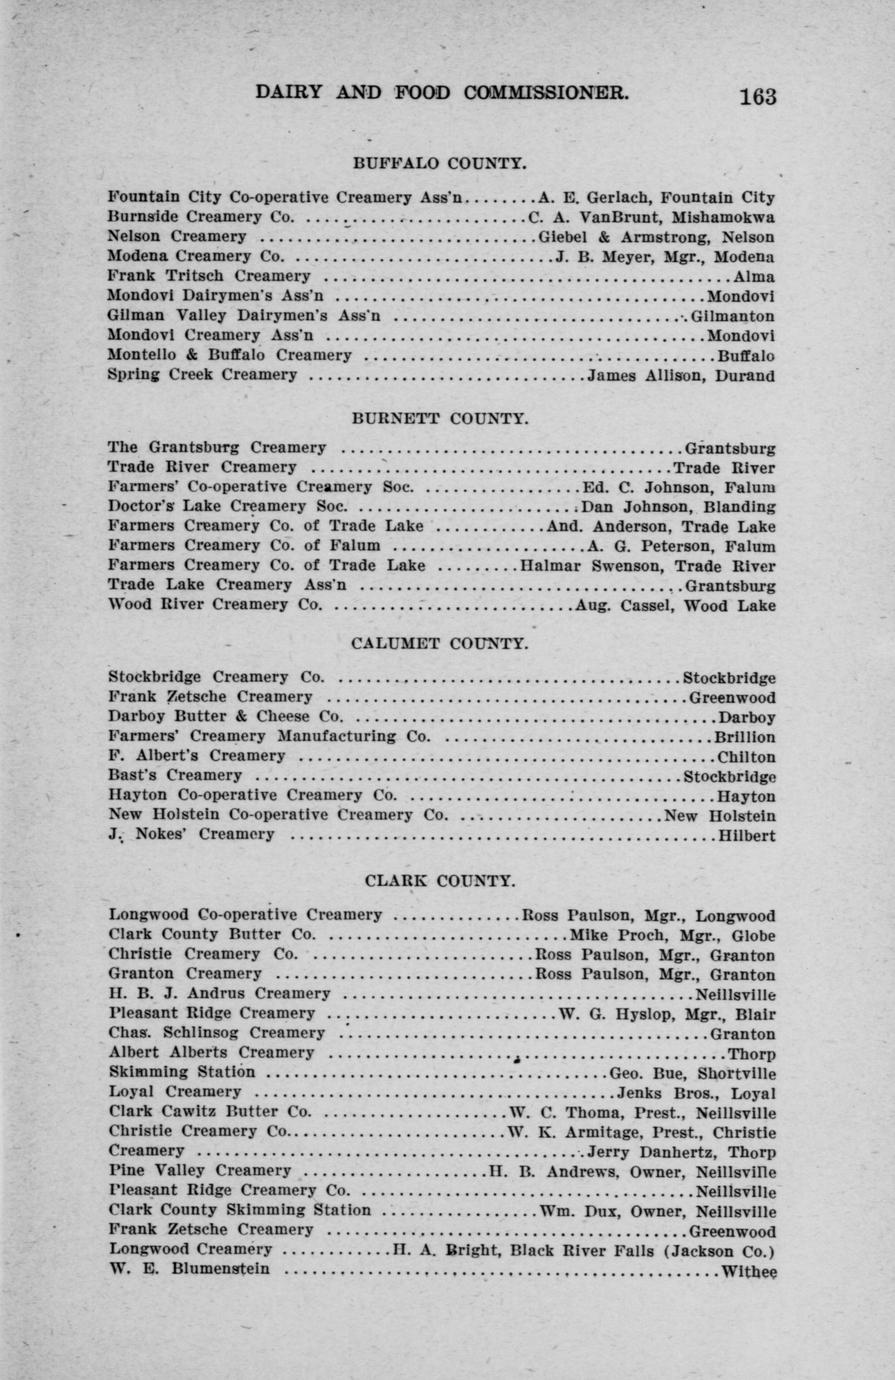 DAIRY AND FOOD COMMISSIONER. 163
BUFFALO COUNTY.
Fountain City Co-operative Creamery Ass'n........A. E. Gerlach, Fountain City
Burnside Creamery Co. ........................C. A. VanBrunt, Mishamokwa
Nelson Creamery ..............................Giebel & Armstrong, Nelson
Modena Creamery Co. ............................J. B. Meyer, Mgr., Modena
Frank Tritsch Creamery ............................................Alma
Mondovi Dairymen's Ass'n ........................................Mondovi
Gilman Valley Dairymen's Ass'n ................................Gilmanton
Mondovi Creamery Ass'n .........................................Mondovi
Montello & Buffalo Creamery ......................................Buffalo
Spring Creek Creamery ..............................James Allison, Durand
BURNETT COUNTY.
The Grantsburg Creamery .....................................Grantsburg
Trade River Creamery .......................................Trade River
Farmers' Co-operative Creamery Soc. .................Ed. C. Johnson, Falum
Doctor's Lake Creamery Soc. ........................Dan Johnson, Blanding
Farmers Creamery Co. of Trade Lake ............And. Anderson, Trade Lake
Farmers Creamery Co. of Falum .....................A. G. Peterson, Falum
Farmers Creamery Co. of Trade Lake .........Halmar Swenson, Trade River
Trade Lake Creamery Ass'n ...................................Grantsburg
Wood River Creamery Co. ..........................Aug. Cassel, Wood Lake
CALUMET COUNTY.
Stockbridge Creamery Co. .....................................Stockbridge
Frank Zetsche Creamery .......................................Greenwood
Darboy Butter & Cheese Co. .......................................Darboy
Farmers' Creamery Manufacturing Co. .............................Brillion
F. Albert's Creamery .............................................Chilton
Bast's Creamery ..............................................Stockbridge
Hayton Co-operative Creamery Co. .................................Hayton
New Holstein Co-operative Creamery Co. ......................New Holstein
J. Nokes' Creamery ..............................................Hilbert
CLARK COUNTY.
Longwood Co-operative Creamery ..............Ross Paulson, Mgr., Longwood
Clark County Butter Co. ..........................Mike Proch, Mgr., Globe
Christie Creamery Co. ........................Ross Paulson, Mgr., Granton
Granton Creamery ............................Ross Paulson, Mgr., Granton
H. B. J. Andrus Creamery ......................................Neillsville
Pleasant Ridge Creamery .........................W. G. Hyslop, Mgr., Blair
Chas. Schlinsog Creamery .......................................Granton
Albert Alberts Creamery ...........................................Thorp
Skimming Station .....................................Geo. Bue, Shortville
Loyal Creamery .......................................Jenks Bros., Loyal
Clark Cawitz Butter Co. ....................W. C. Thoma, Prest., Neillsville
Christie Creamery Co........................W. K. Armitage, Prest., Christie
Creamery ..........................................Jerry Danhertz, Thorp
Pine Valley Creamery ....................H. B. Andrews, Owner, Neillsville
Pleasant Ridge Creamery Co. ....................................Neillsville
Clark County Skimming Station .................Wm. Dux, Owner, Neillsville
Frank Zetsche Creamery .......................................Greenwood
Longwood Creamery ............H. A. Bright, Black River Falls (Jackson Co.)
W. E. Blumenstein ...............................................Withee